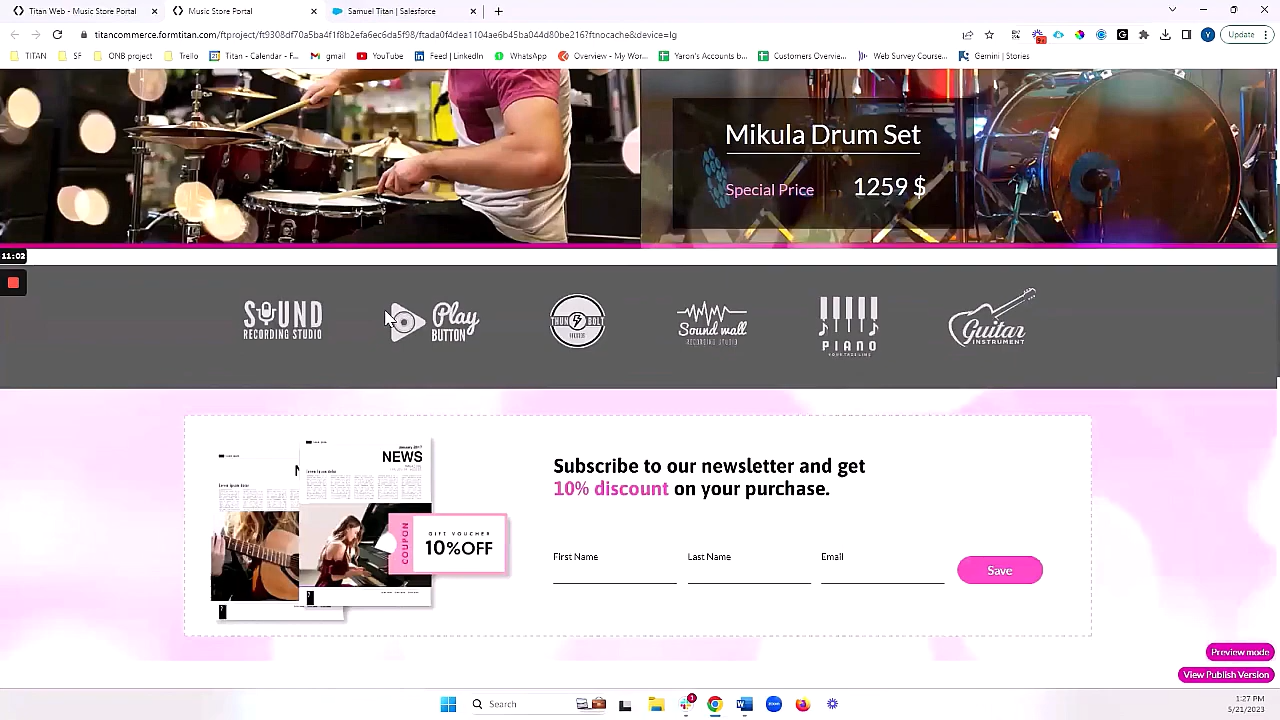 Titan Web - Music Store Portal
Music Store Portal
Samuel Titan | Salesforce
titancommerce.formtitan.com/ftproject/ft9308df70a5ba4f1f8b2efa6ec6da5f98/ftada0f4dea1104ae6b45ba044d80be216?ftnocache&device=lg
V
Update
TITAN
SF
ONB project
Trello
Titan - Calendar - F...
gmail
YouTube
Feed | LinkedIn
WhatsApp
Overview - My Wor...
Yaron's Accounts b...
Customers Overvie...
Web Survey Course...
Gemini | Stories
Mikula Drum Set
Special Price 1259 $
11:02
SOUND
RECORDING STUDIO
Play
BUTTON
Sound wall
RECORDING STUDIO
PIANO
Guitar
INSTRUMENT
NEWS
COUPON
GIFT VOUCHER
10%OFF
Subscribe to our newsletter and get
10% discount on your purchase.
First Name
Last Name
Email
Save
Preview mode
View Publish Version
Search
1
1:27 PM
5/21/2023